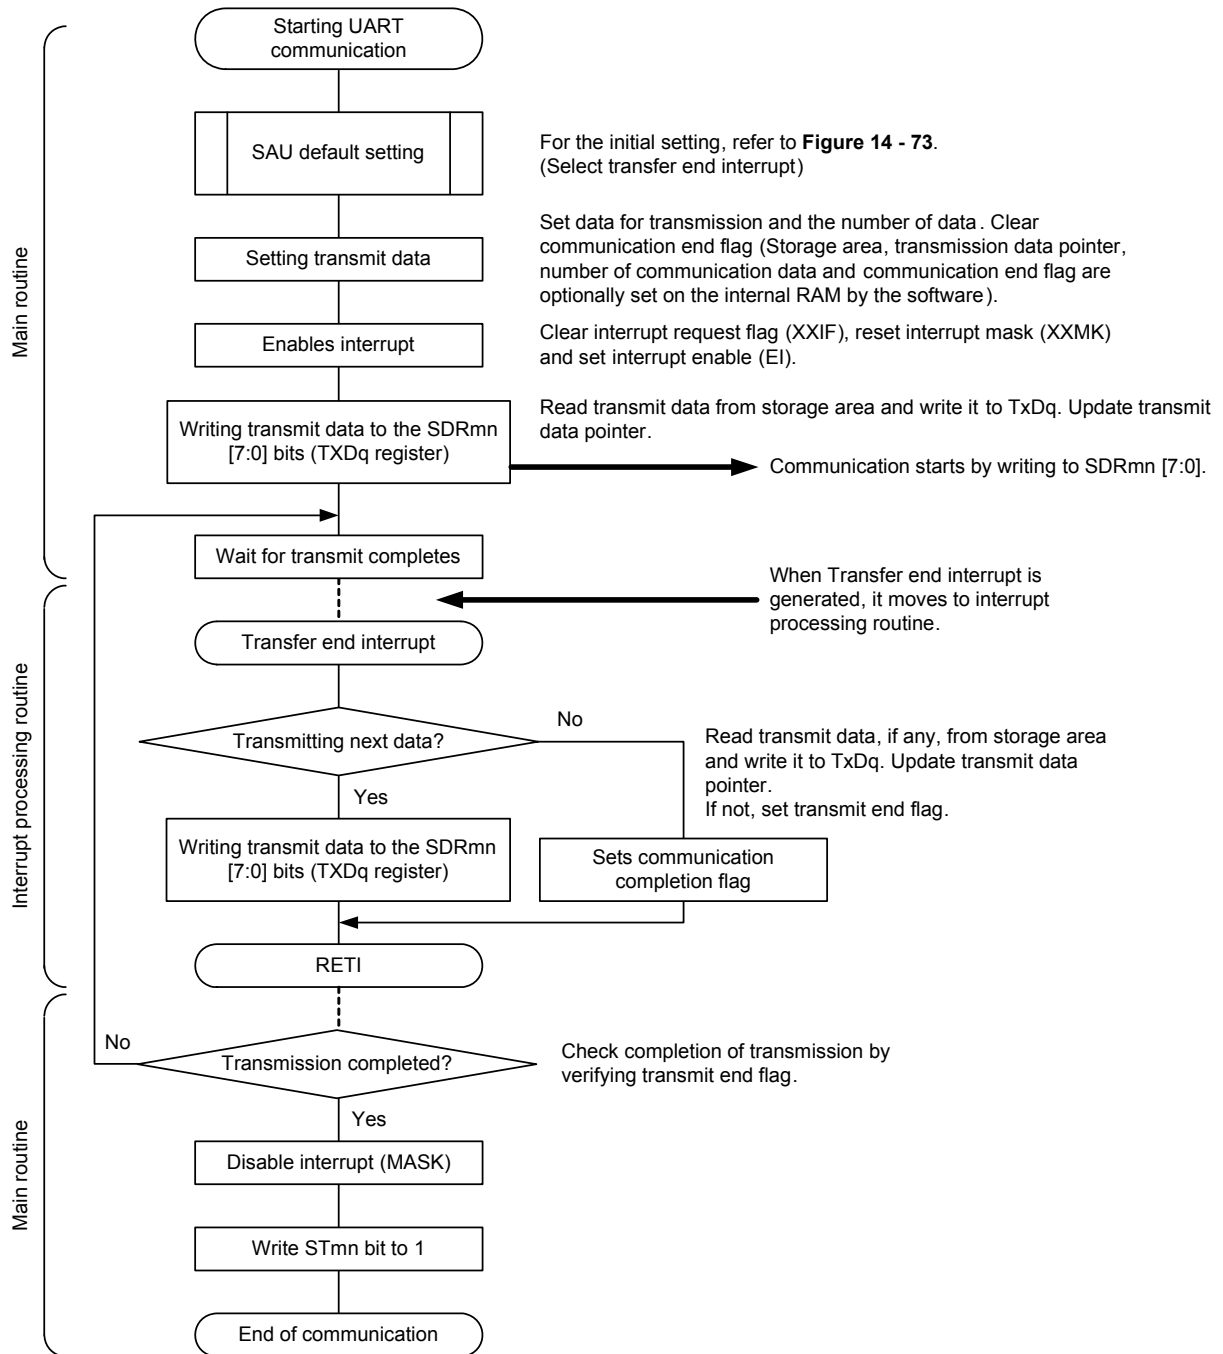 Starting UART
communication
SAU default setting
For the initial setting, refer to Figure 14 - 73.
(Select transfer end interrupt)
Main routine
Setting transmit data
Set data for transmission and the number of data. Clear
communication end flag (Storage area, transmission data pointer,
number of communication data and communication end flag are
optionally set on the internal RAM by the software).
Enables interrupt
Clear interrupt request flag (XXIF), reset interrupt mask (XXMK)
and set interrupt enable (EI).
Writing transmit data to the SDRmn
[7:0] bits (TXDq register)
Read transmit data from storage area and write it to TxDq. Update transmit
data pointer.
Communication starts by writing to SDRmn [7:0].
Wait for transmit completes
When Transfer end interrupt is
generated, it moves to interrupt
processing routine.
Interrupt processing routine
Transfer end interrupt
Transmitting next data?
No
Yes
Read transmit data, if any, from storage area
and write it to TxDq. Update transmit data
pointer.
If not, set transmit end flag.
Writing transmit data to the SDRmn
[7:0] bits (TXDq register)
Sets communication
completion flag
RETI
Main routine
No
Transmission completed?
Check completion of transmission by
verifying transmit end flag.
Yes
Disable interrupt (MASK)
Write STmn bit to 1
End of communication